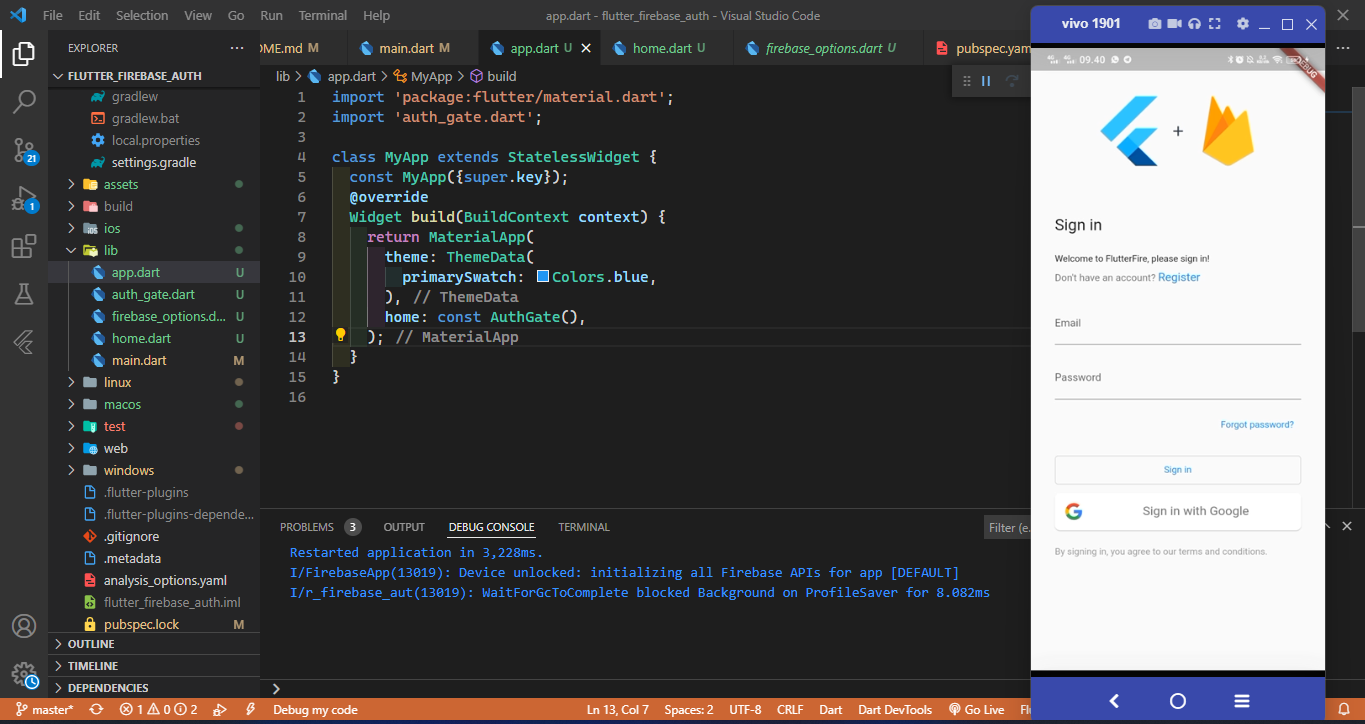 File Edit Selection View Go Run Terminal Help
app.dart - flutter_firebase_auth - Visual Studio Code
EXPLORER
FLUTTER_FIREBASE_AUTH
gradlew
gradlew.bat
local.properties
settings.gradle
assets
build
ios
lib
app.dart U
auth_gate.dart U
firebase_options.d... U
home.dart U
main.dart M
linux
macos
test
web
windows
.flutter-plugins
.flutter-plugins-depende...
.gitignore
.metadata
analysis_options.yaml
flutter_firebase_auth.iml
pubspec.lock M
OUTLINE
TIMELINE
DEPENDENCIES
21
1
OME.md M main.dart M app.dart U home.dart U firebase_options.dart U pubspec.yam
lib > app.dart > MyApp > build
1 import 'package:flutter/material.dart';
2 import 'auth_gate.dart';
3
4 class MyApp extends StatelessWidget {
5 const MyApp({super.key});
6 @override
7 Widget build(BuildContext context) {
8 return MaterialApp(
9 theme: ThemeData(
10 primarySwatch: Colors.blue,
11 ), // ThemeData
12 home: const AuthGate(),
13 ); // MaterialApp
14 }
15 }
16
PROBLEMS 3 OUTPUT DEBUG CONSOLE TERMINAL
Filter (e.
Restarted application in 3,228ms.
I/FirebaseApp(13019): Device unlocked: initializing all Firebase APIs for app [DEFAULT]
I/r_firebase_aut(13019): WaitForGcToComplete blocked Background on ProfileSaver for 8.082ms
>
master* 1 0 2 Debug my code Ln 13, Col 7 Spaces: 2 UTF-8 CRLF Dart Dart DevTools Go Live
vivo 1901
09.40
+
Sign in
Welcome to FlutterFire, please sign in!
Don't have an account? Register
Email
Password
Forgot password?
Sign in
Sign in with Google
By signing in, you agree to our terms and conditions.